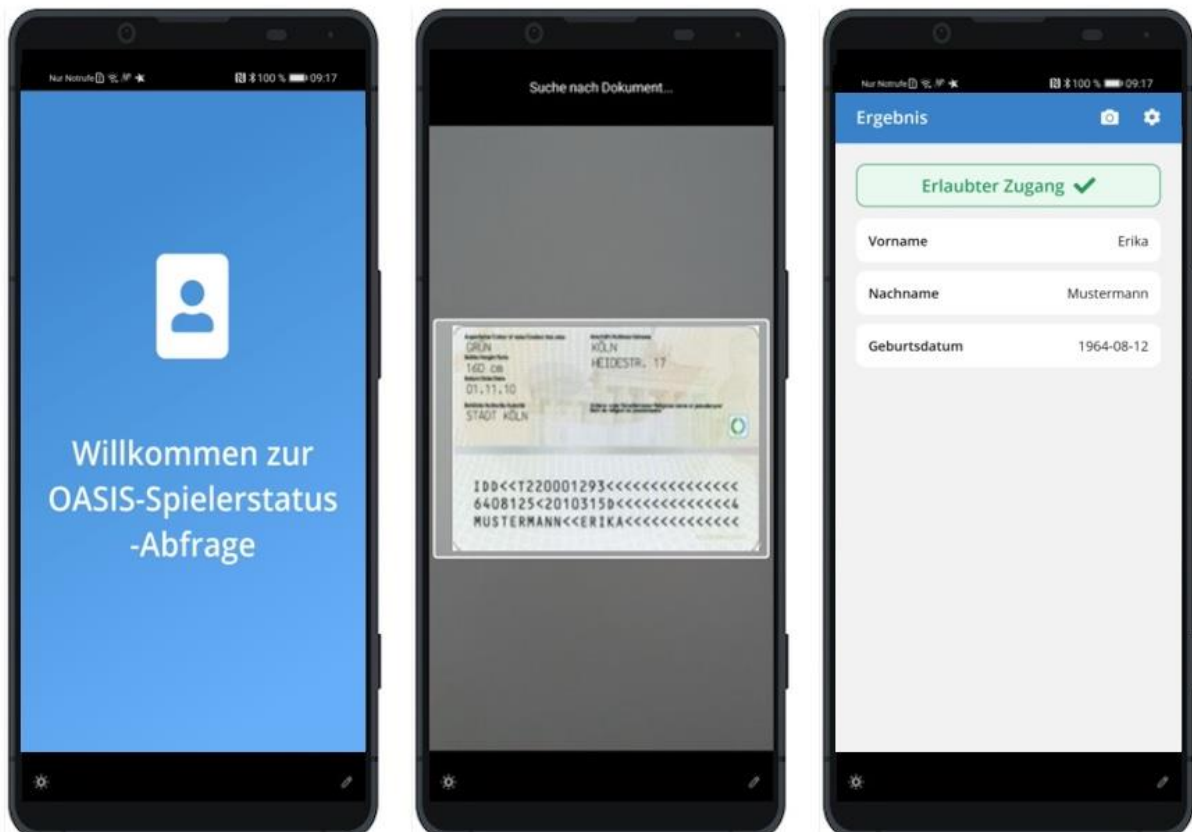 Nur Notrufe
100 % 09:17
Willkommen zur
OASIS-Spielerstatus
-Abfrage
Suche nach Dokument...
GRÜN
160 cm
01.11.10
STADT KÖLN
KÖLN
HEIDESTR. 17
IDD<<T220001293<<<<<<<<<<<<<<<
6408125<2010315D<<<<<<<<<<<<<4
MUSTERMANN<<ERIKA<<<<<<<<<<<<<
Nur Notrufe
100 % 09:17
Ergebnis
Erlaubter Zugang
Vorname Erika
Nachname Mustermann
Geburtsdatum 1964-08-12